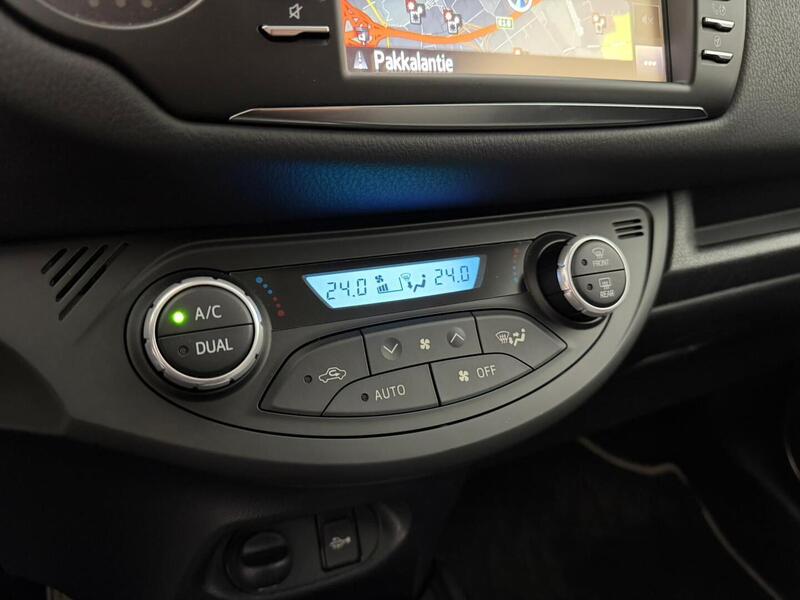 Pakkalantie
24.0
24.0
A/C
DUAL
AUTO
OFF
FRONT
REAR